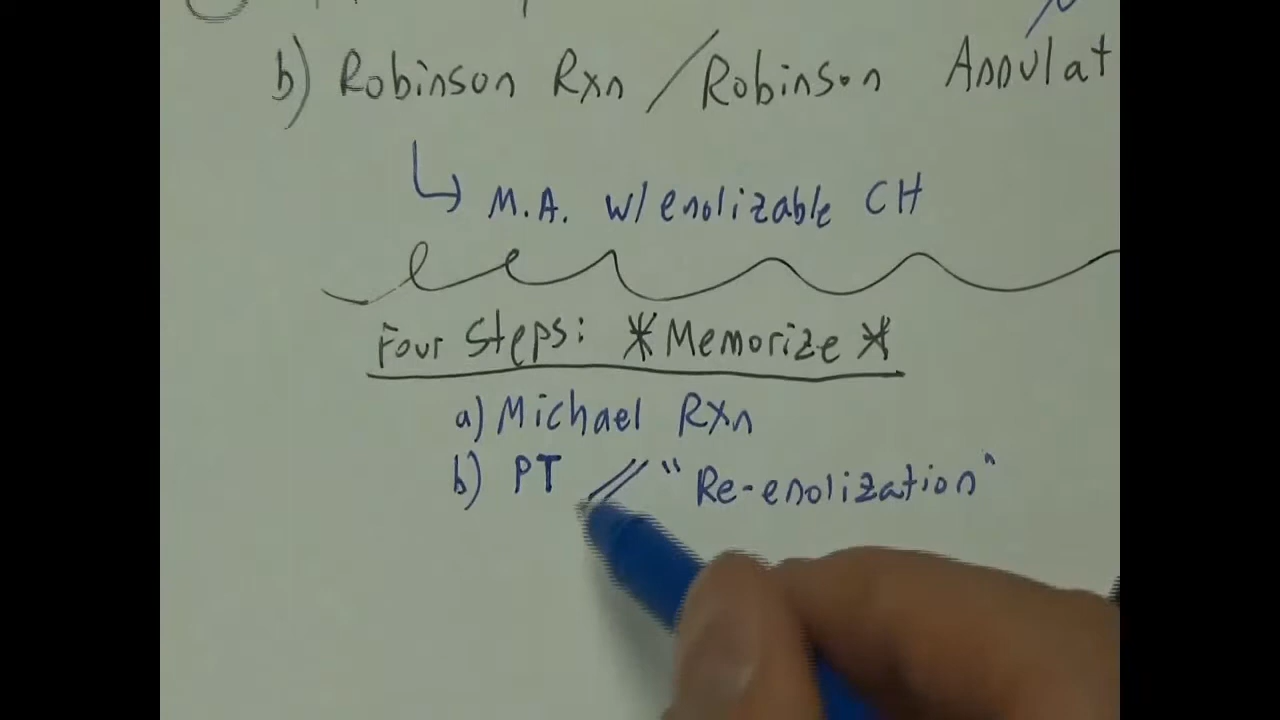 b) Robinson Rxn / Robinson Annulat
↳ M.A. w/ enolizable CH
Four Steps: *Memorize*
a) Michael Rxn
b) PT // "Re-enolization"